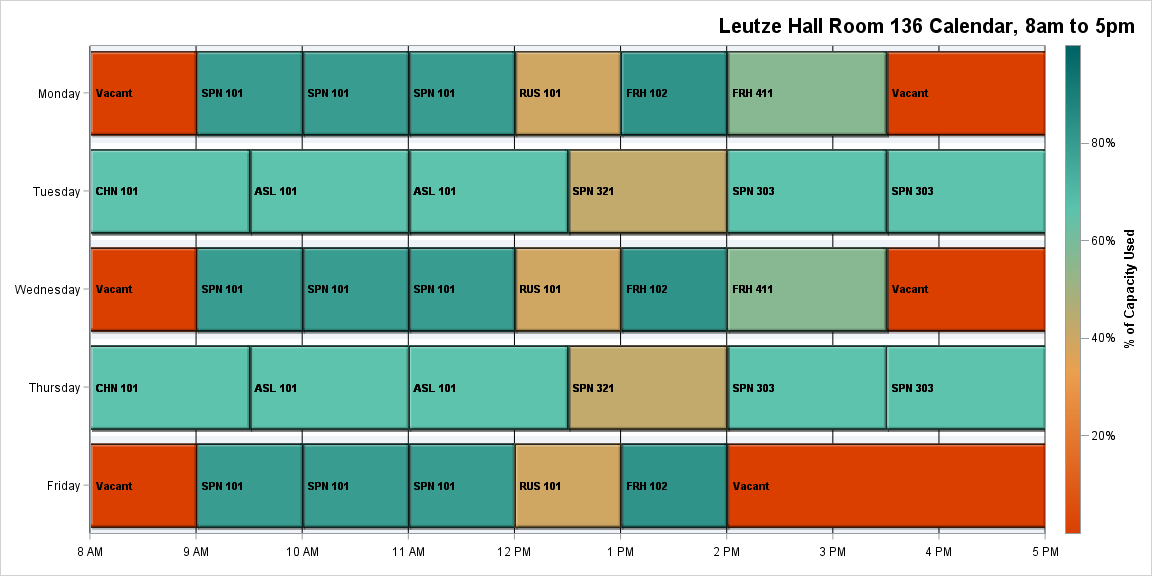 Leutze Hall Room 136 Calendar, 8am to 5pm
Monday
Vacant
SPN 101
SPN 101
SPN 101
RUS 101
FRH 102
FRH 411
Vacant
Tuesday
CHN 101
ASL 101
ASL 101
SPN 321
SPN 303
SPN 303
Wednesday
Vacant
SPN 101
SPN 101
SPN 101
RUS 101
FRH 102
FRH 411
Vacant
Thursday
CHN 101
ASL 101
ASL 101
SPN 321
SPN 303
SPN 303
Friday
Vacant
SPN 101
SPN 101
SPN 101
RUS 101
FRH 102
Vacant
8 AM
9 AM
10 AM
11 AM
12 PM
1 PM
2 PM
3 PM
4 PM
5 PM
80%
60%
40%
20%
% of Capacity Used